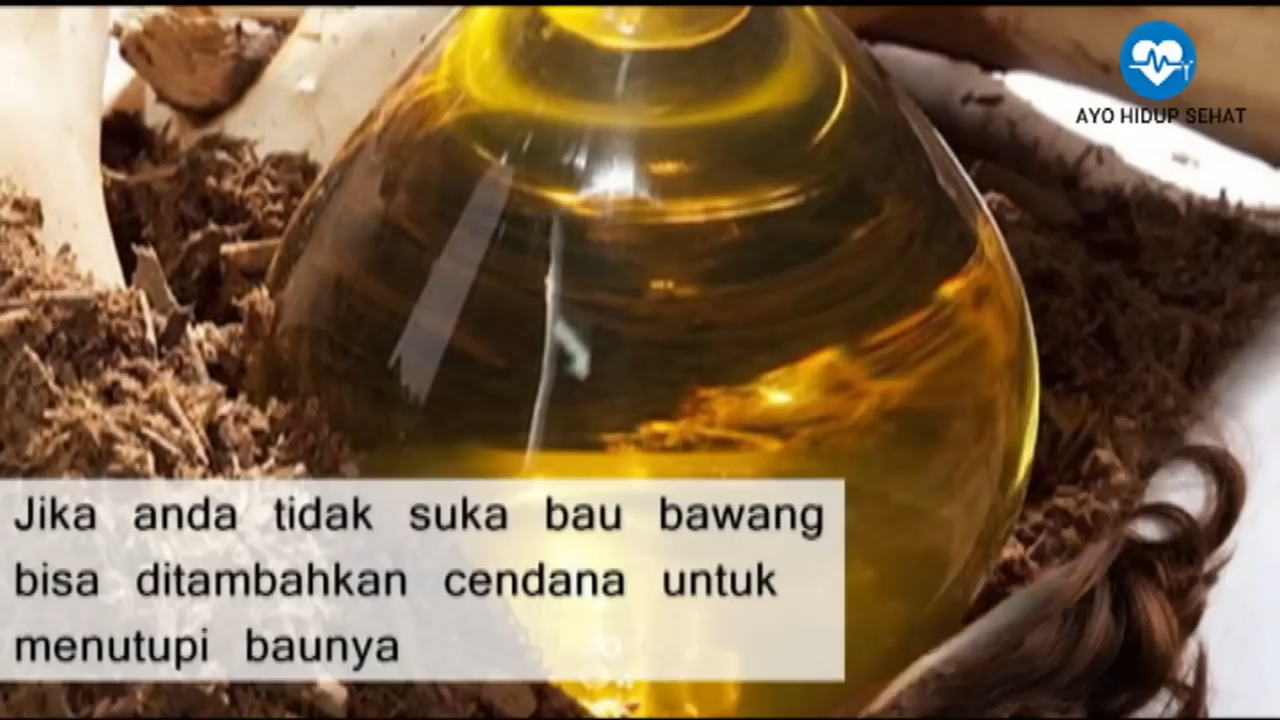 AYO HIDUP SEHAT
Jika anda tidak suka bau bawang
bisa ditambahkan cendana untuk
menutupi baunya